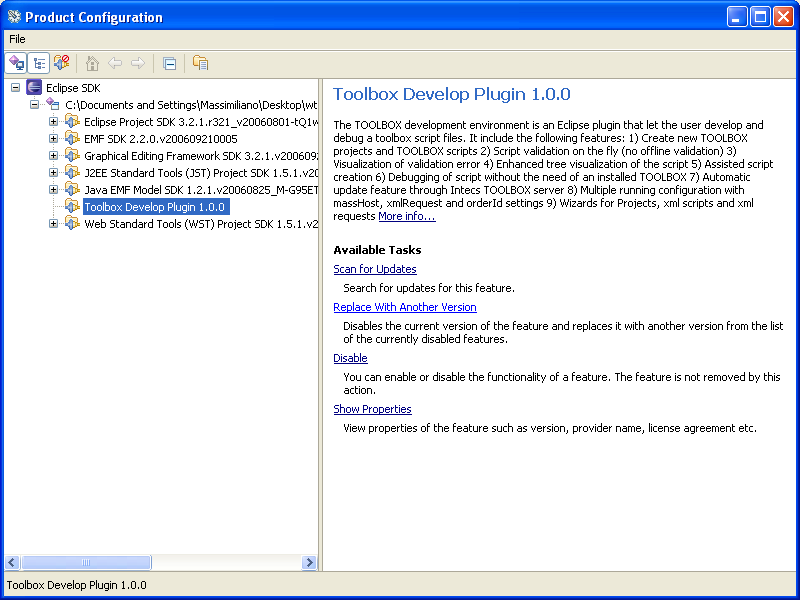 Product Configuration
File
Eclipse SDK
C:\Documents and Settings\Massimiliano\Desktop\wt
Eclipse Project SDK 3.2.1.r321_v20060801-tQ1w
EMF SDK 2.2.0.v200609210005
Graphical Editing Framework SDK 3.2.1.v200609
J2EE Standard Tools (JST) Project SDK 1.5.1.v20
Java EMF Model SDK 1.2.1.v20060825_M-G95ET
Toolbox Develop Plugin 1.0.0
Web Standard Tools (WST) Project SDK 1.5.1.v2
Toolbox Develop Plugin 1.0.0
The TOOLBOX development environment is an Eclipse plugin that let the user develop and
debug a toolbox script files. It include the following features: 1) Create new TOOLBOX
projects and TOOLBOX scripts 2) Script validation on the fly (no offline validation) 3)
Visualization of validation error 4) Enhanced tree visualization of the script 5) Assisted script
creation 6) Debugging of script without the need of an installed TOOLBOX 7) Automatic
update feature through Intecs TOOLBOX server 8) Multiple running configuration with
massHost, xmlRequest and orderId settings 9) Wizards for Projects, xml scripts and xml
requests More info...
Available Tasks
Scan for Updates
Search for updates for this feature.
Replace With Another Version
Disables the current version of the feature and replaces it with another version from the list
of the currently disabled features.
Disable
You can enable or disable the functionality of a feature. The feature is not removed by this
action.
Show Properties
View properties of the feature such as version, provider name, license agreement etc.
Toolbox Develop Plugin 1.0.0